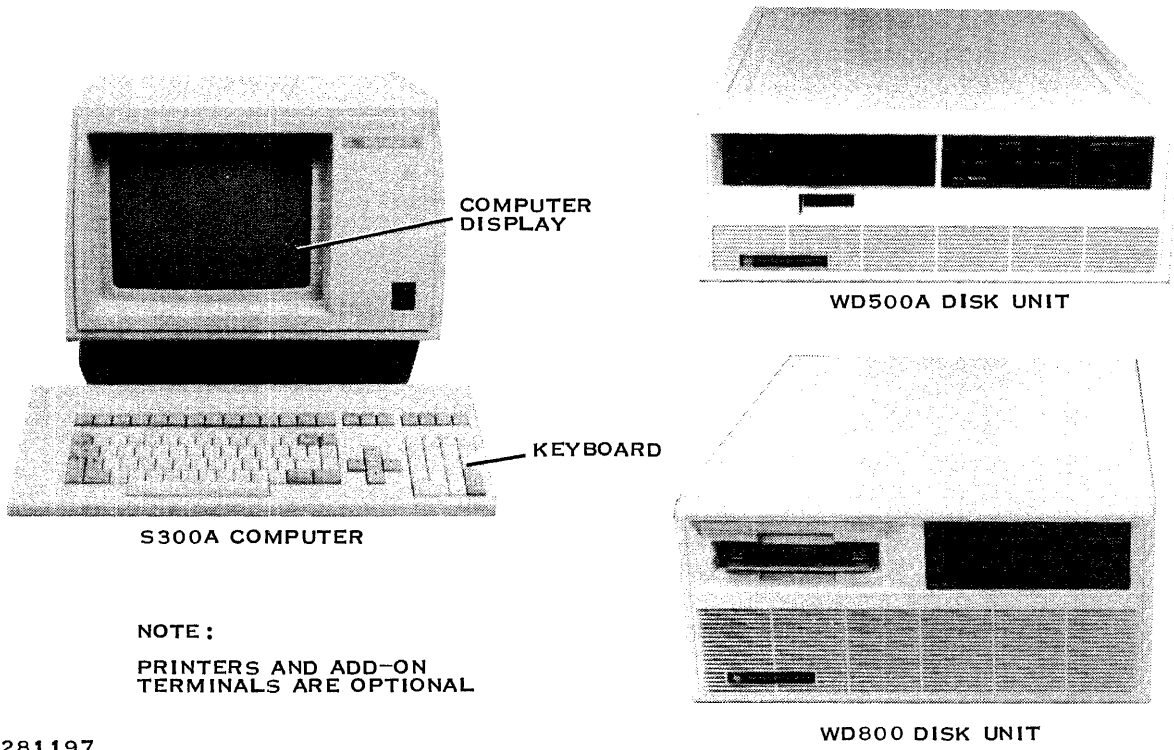 COMPUTER
DISPLAY
KEYBOARD
S300A COMPUTER
NOTE:
PRINTERS AND ADD-ON
TERMINALS ARE OPTIONAL
WD500A DISK UNIT
WD800 DISK UNIT
281197